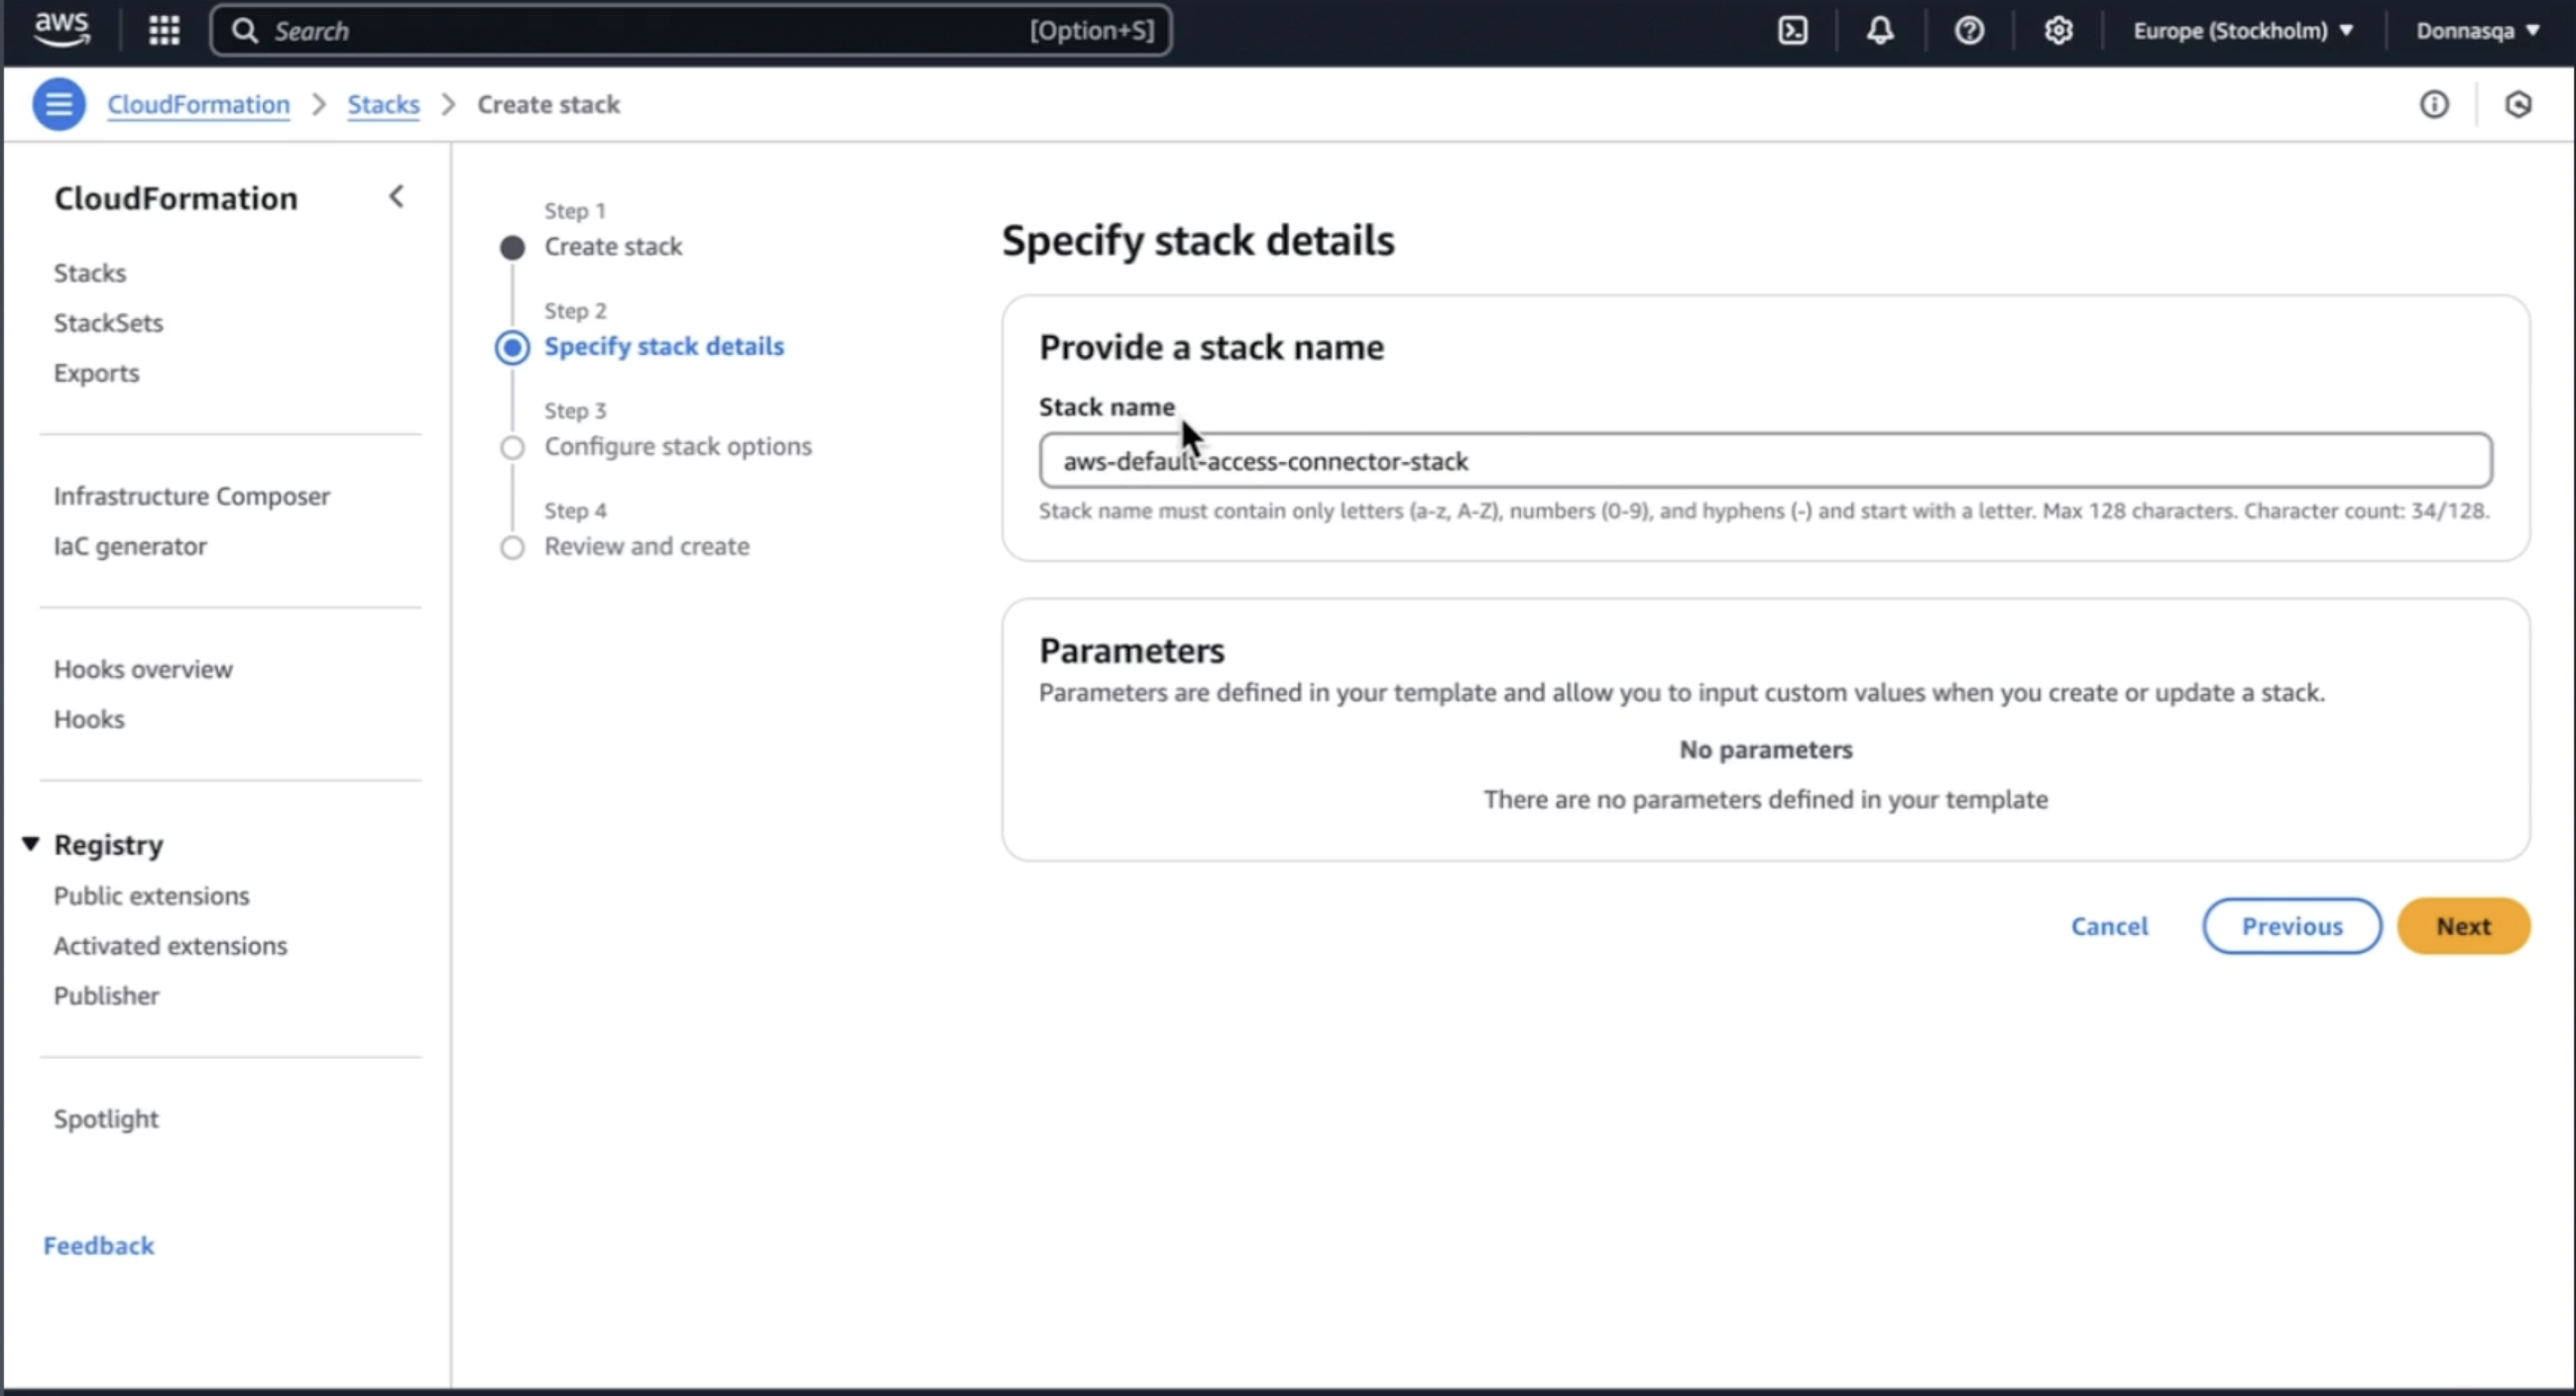 aws
Search [Option+S]
Europe (Stockholm)
Donnasqa
CloudFormation
Stacks
Create stack
CloudFormation
Stacks
StackSets
Exports
Infrastructure Composer
IaC generator
Hooks overview
Hooks
Registry
Public extensions
Activated extensions
Publisher
Spotlight
Feedback
Step 1
Create stack
Step 2
Specify stack details
Step 3
Configure stack options
Step 4
Review and create
Specify stack details
Provide a stack name
Stack name
aws-default-access-connector-stack
Stack name must contain only letters (a-z, A-Z), numbers (0-9), and hyphens (-) and start with a letter. Max 128 characters. Character count: 34/128.
Parameters
Parameters are defined in your template and allow you to input custom values when you create or update a stack.
No parameters
There are no parameters defined in your template
Cancel
Previous
Next